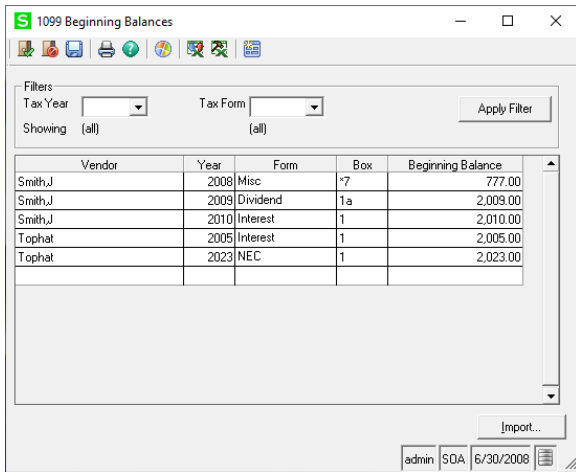 S 1099 Beginning Balances
Filters
Tax Year Tax Form Apply Filter
Showing (all) (all)
Vendor Year Form Box Beginning Balance
Smith,J 2008 Misc *7 777.00
Smith,J 2009 Dividend 1a 2,009.00
Smith,J 2010 Interest 1 2,010.00
Tophat 2005 Interest 1 2,005.00
Tophat 2023 NEC 1 2,023.00
Import...
admin SOA 6/30/2008